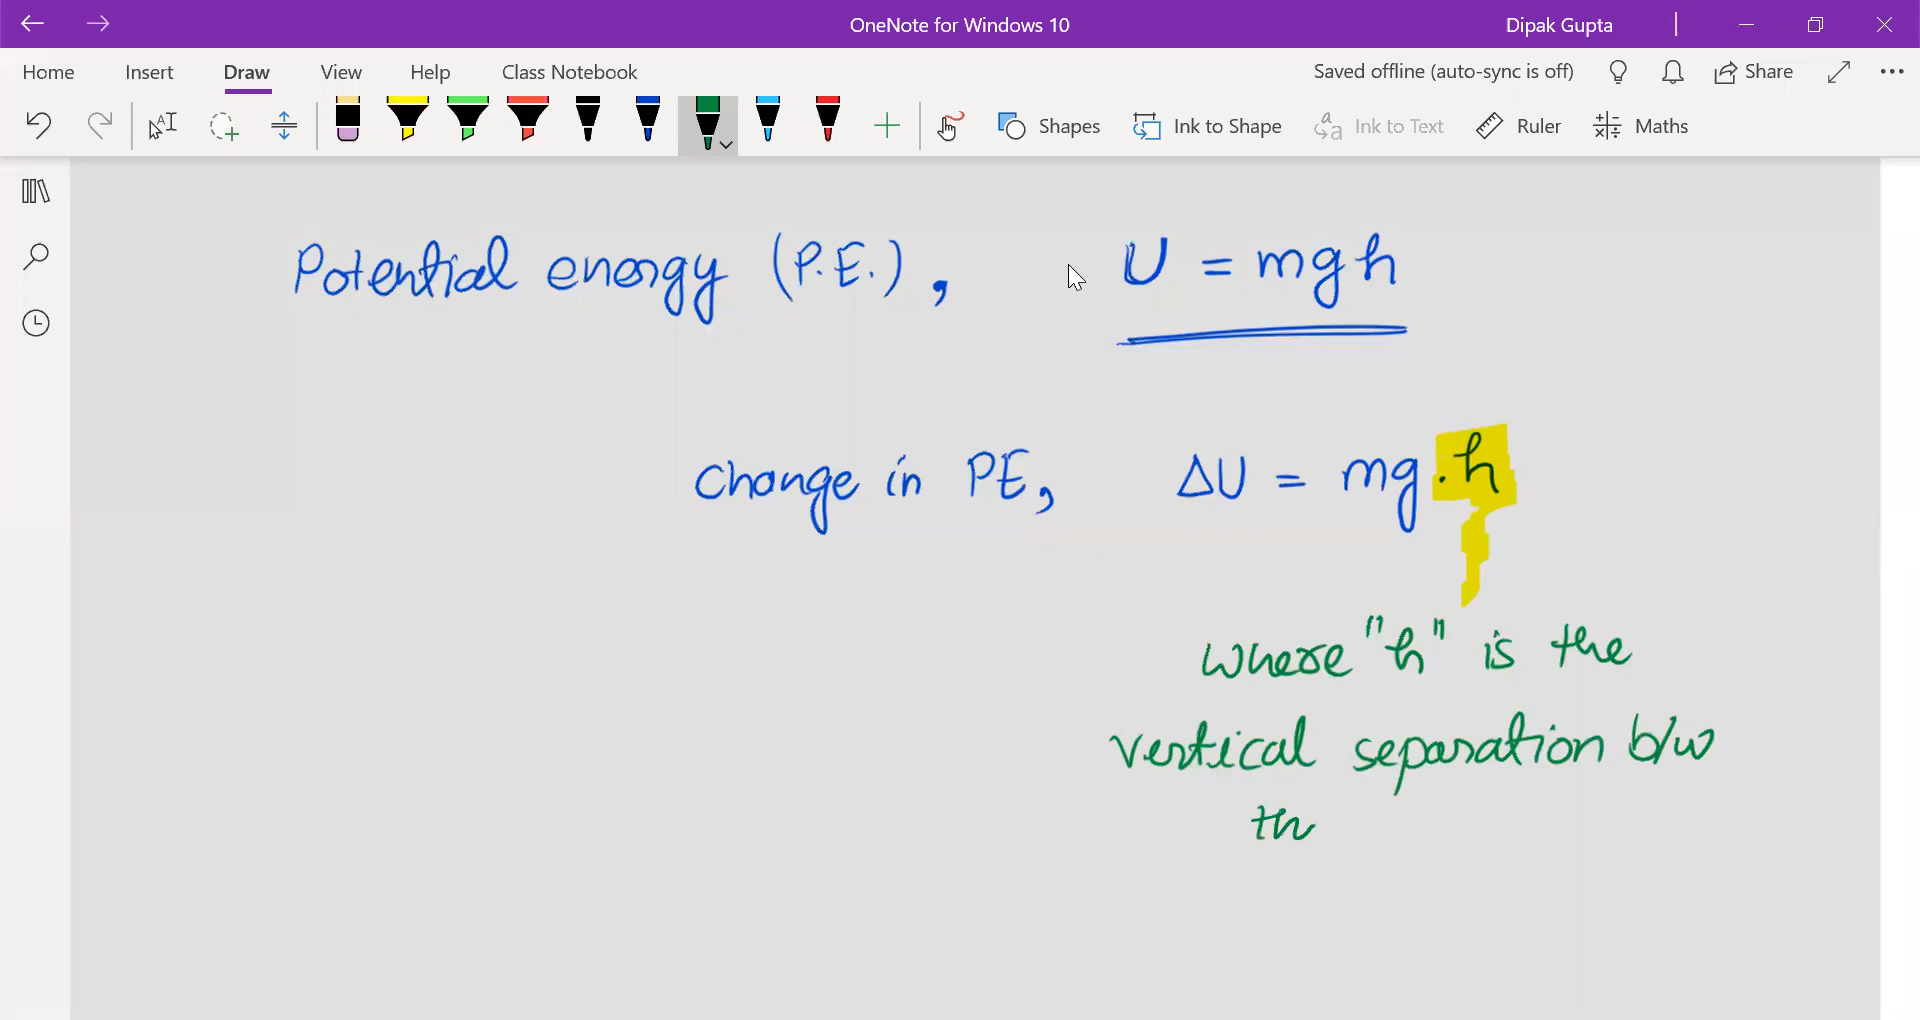 OneNote for Windows 10
Dipak Gupta
Home Insert Draw View Help Class Notebook
Saved offline (auto-sync is off) Share
Shapes Ink to Shape Ink to Text Ruler Maths
Potential energy (P.E.), U = mgh
Change in PE, ΔU = mg.h
where "h" is the
vertical separation b/w
th